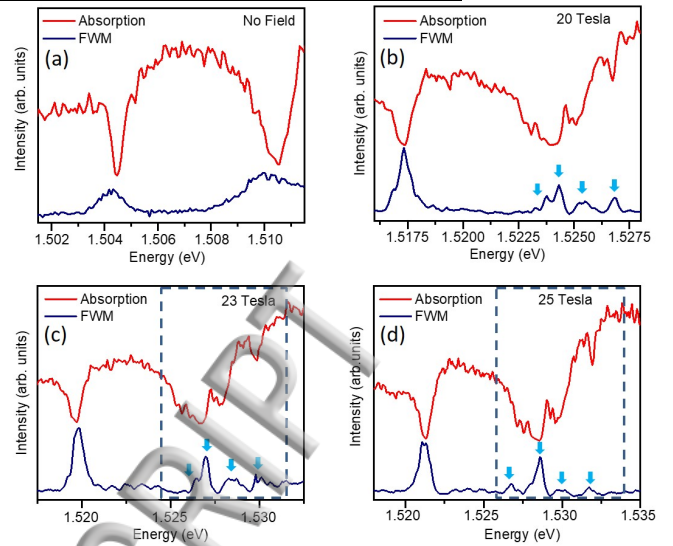 Absorption
FWM
No Field
(a)
Intensity (arb. units)
1.502 1.504 1.506 1.508 1.510
Energy (eV)
Absorption
FWM
20 Tesla
(b)
Intensity (arb. units)
1.5175 1.5200 1.5225 1.5250 1.5275
Energy (eV)
Absorption
FWM
23 Tesla
(c)
Intensity (arb. units)
1.520 1.525 1.530
Energy (eV)
Absorption
FWM
25 Tesla
(d)
Intensity (arb.units)
1.520 1.525 1.530 1.535
Energy (eV)
RIPT